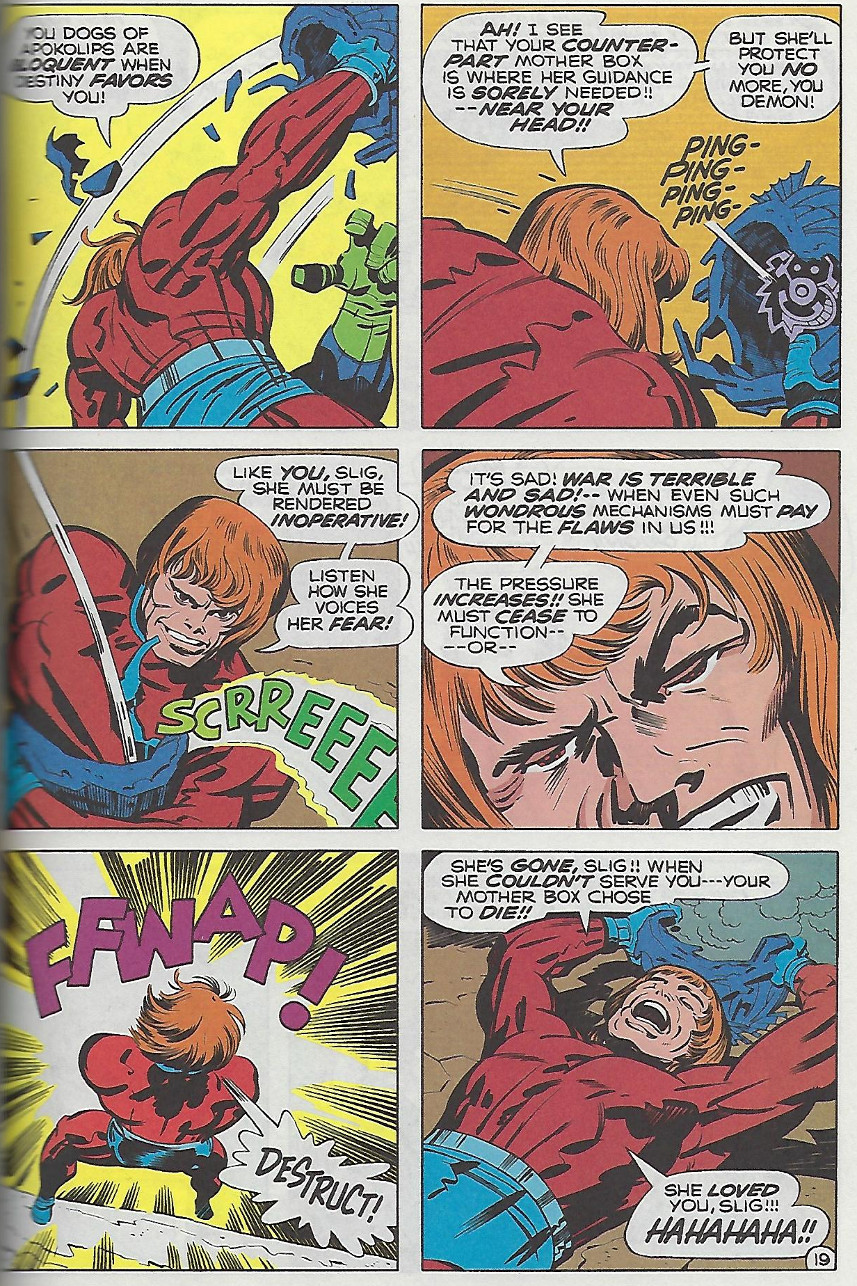 YOU DOGS OF
APOKOLIPS ARE
ELOQUENT WHEN
DESTINY FAVORS
YOU!
AH! I SEE
THAT YOUR COUNTER-
PART MOTHER BOX
IS WHERE HER GUIDANCE
IS SORELY NEEDED!!
--NEAR YOUR
HEAD!!
BUT SHE'LL
PROTECT
YOU NO
MORE, YOU
DEMON!
PING-
PING-
PING-
PING-
LIKE YOU, SLIG,
SHE MUST BE
RENDERED
INOPERATIVE!
LISTEN
HOW SHE
VOICES
HER FEAR!
SCRREEEE
IT'S SAD! WAR IS TERRIBLE
AND SAD!-- WHEN EVEN SUCH
WONDROUS MECHANISMS MUST PAY
FOR THE FLAWS IN US!!!
THE PRESSURE
INCREASES!! SHE
MUST CEASE TO
FUNCTION--
--OR--
FFWAP!
DESTRUCT!
SHE'S GONE, SLIG!! WHEN
SHE COULDN'T SERVE YOU---YOUR
MOTHER BOX CHOSE
TO DIE!!
SHE LOVED
YOU, SLIG!!!
HAHAHAHA!!
19